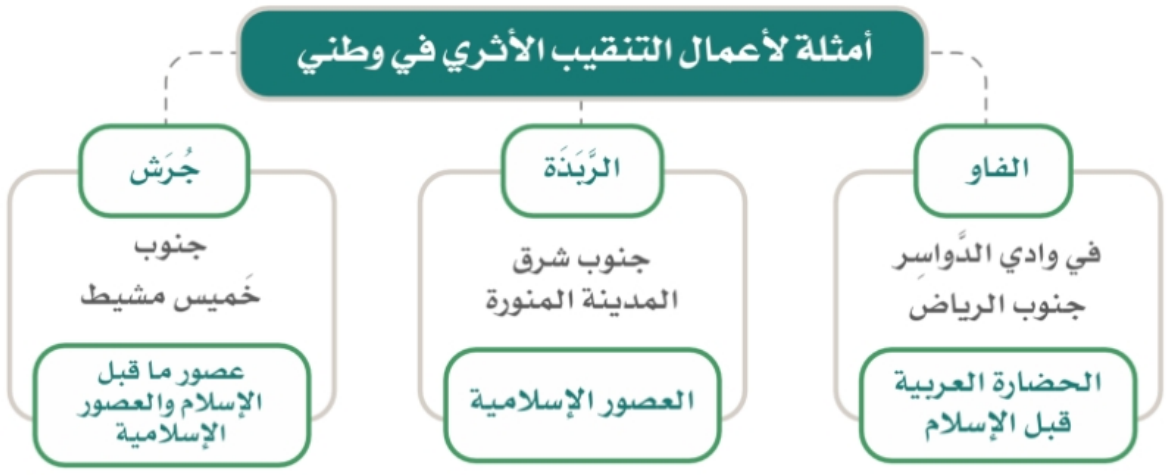 أمثلة لأعمال التنقيب الأثري في وطني
الفاو
في وادي الدَّواسِر
جنوب الرياض
الحضارة العربية
قبل الإسلام
الرَّبَذَة
جنوب شرق
المدينة المنورة
العصور الإسلامية
جُرَش
جنوب
خَميس مشيط
عصور ما قبل
الإسلام والعصور
الإسلامية